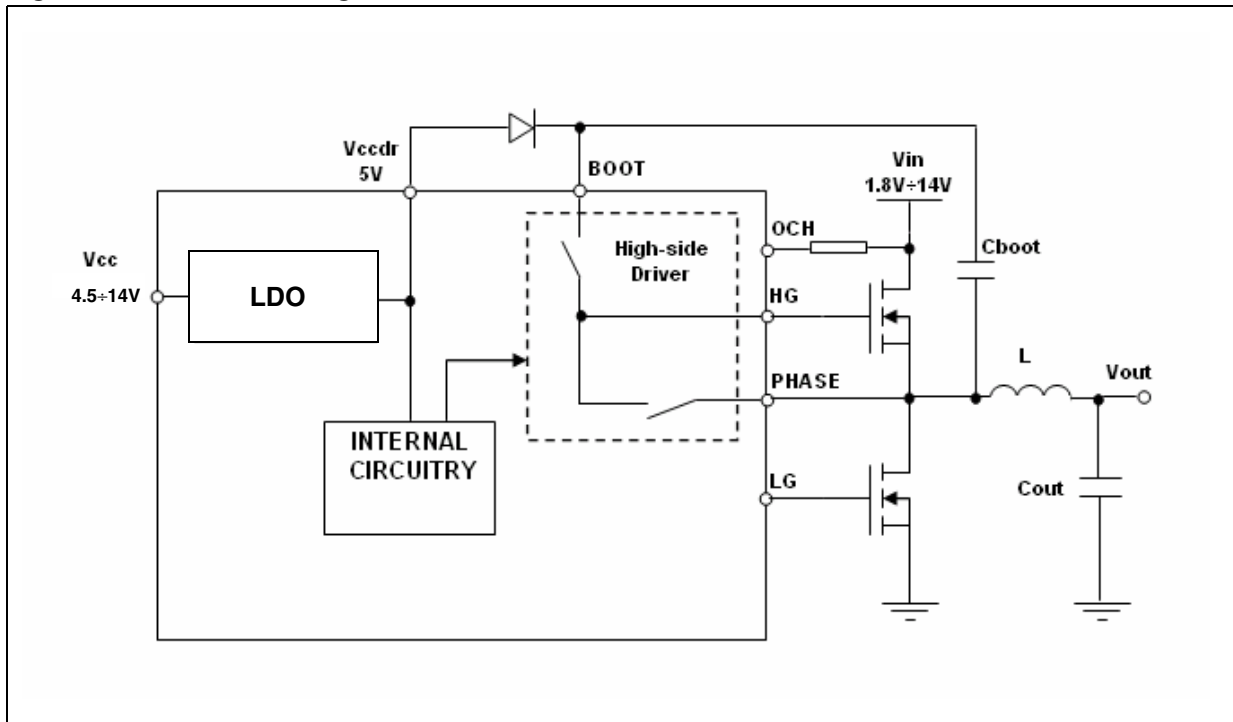 Vccdr
5V
BOOT
Vin
1.8V÷14V
OCH
High-side
Driver
Cboot
Vcc
4.5÷14V
LDO
HG
L
Vout
PHASE
INTERNAL
CIRCUITRY
LG
Cout